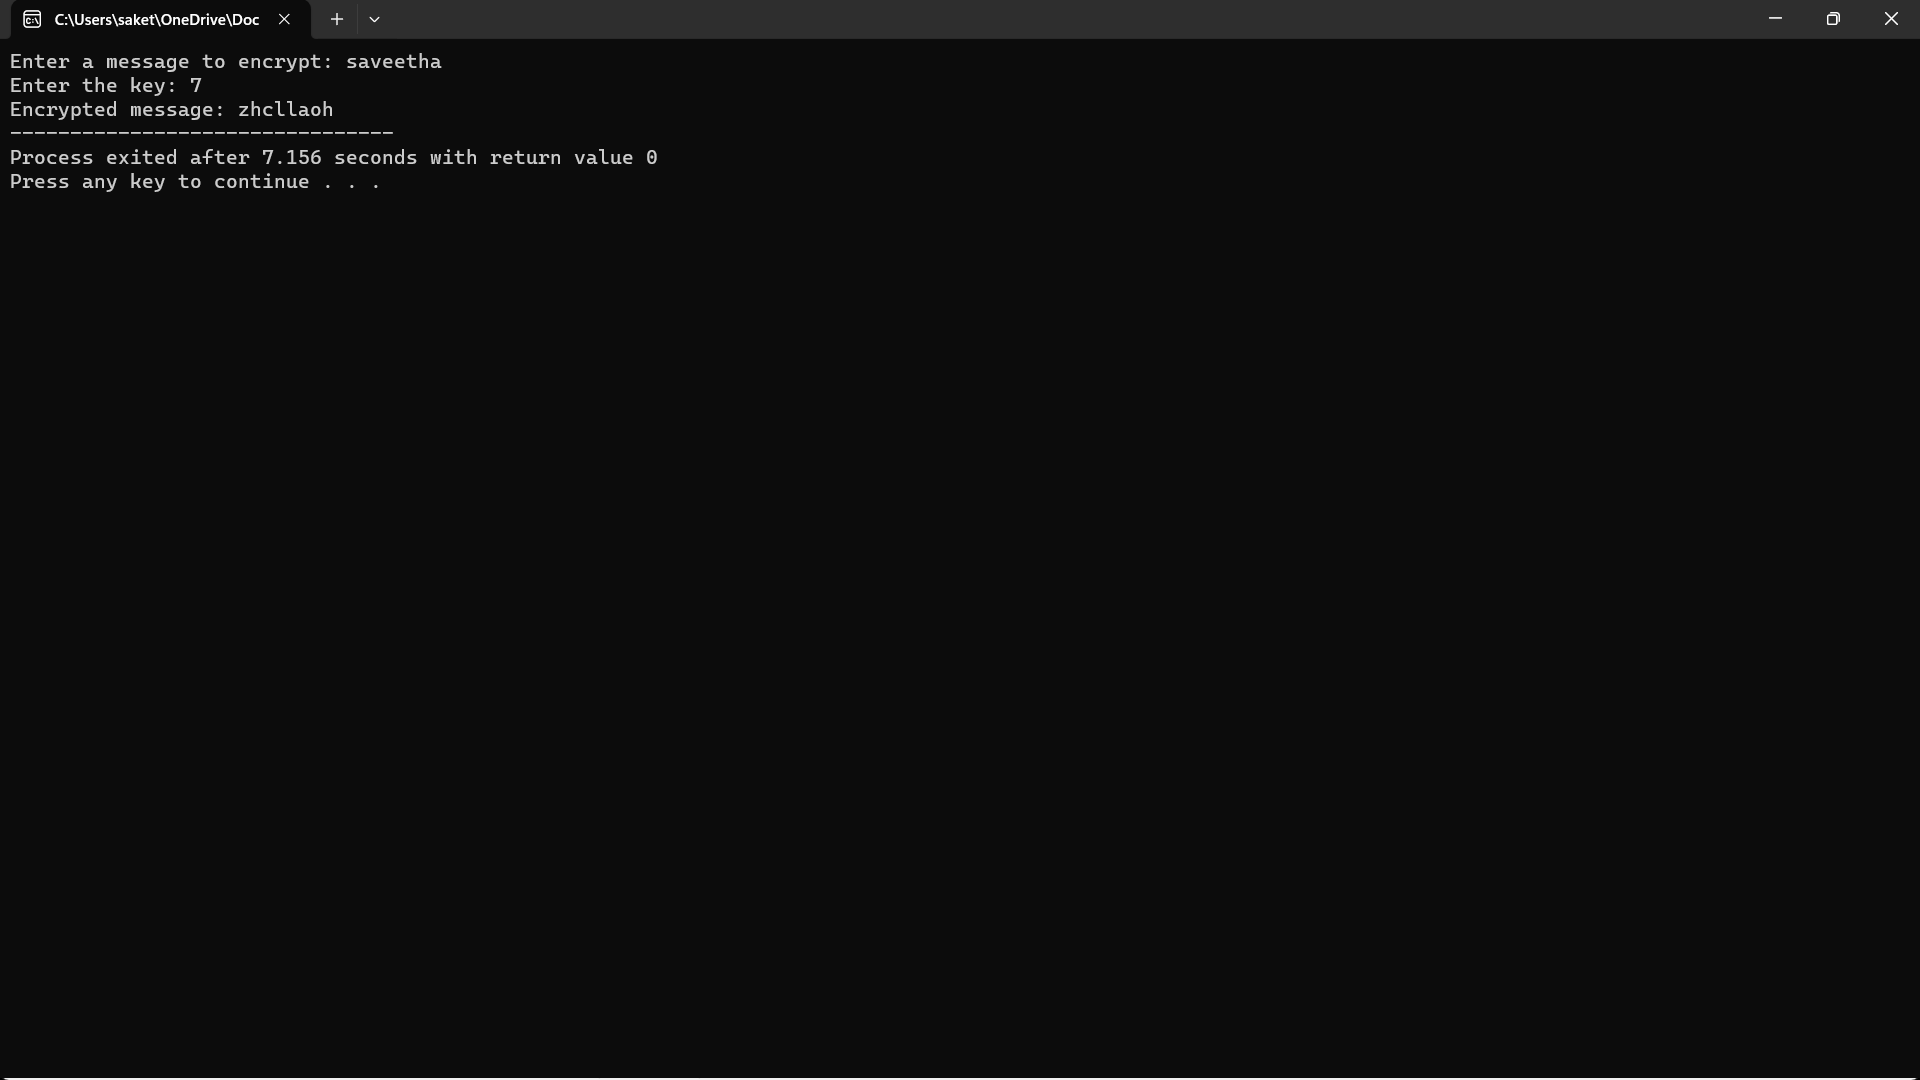 C:\Users\saket\OneDrive\Doc
Enter a message to encrypt: saveetha
Enter the key: 7
Encrypted message: zhcllaoh
--------------------------------
Process exited after 7.156 seconds with return value 0
Press any key to continue . . .